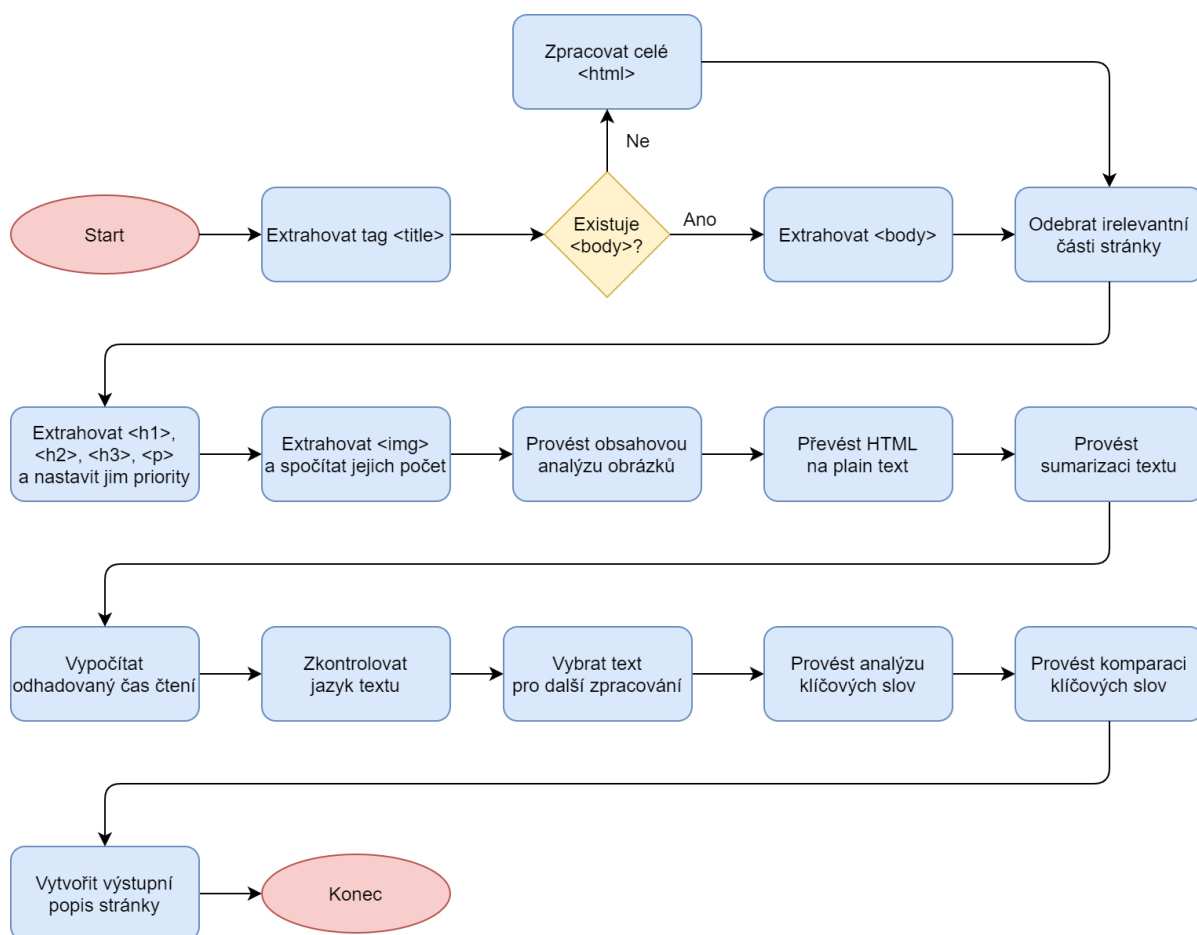 Zpracovat celé
<html>
Ne
Start
Extrahovat tag <title>
Existuje
<body>?
Ano
Extrahovat <body>
Odebrat irelevantní
části stránky
Extrahovat <h1>,
<h2>, <h3>, <p>
a nastavit jim priority
Extrahovat <img>
a spočítat jejich počet
Provést obsahovou
analýzu obrázků
Převést HTML
na plain text
Provést
sumarizaci textu
Vypočítat
odhadovaný čas čtení
Zkontrolovat
jazyk textu
Vybrat text
pro další zpracování
Provést analýzu
klíčových slov
Provést komparaci
klíčových slov
Vytvořit výstupní
popis stránky
Konec